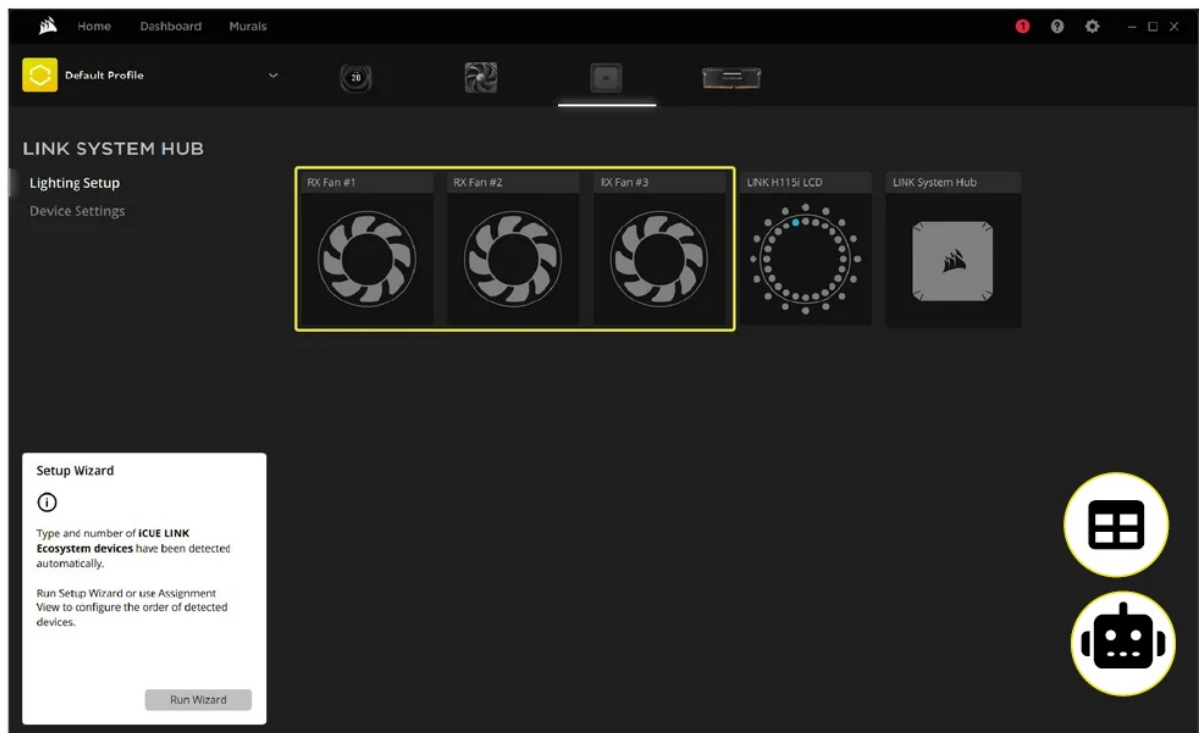 Home Dashboard Murals 1 ?
Default Profile 28
LINK SYSTEM HUB
Lighting Setup
Device Settings
RX Fan #1 RX Fan #2 RX Fan #3 LINK H115i LCD LINK System Hub
Setup Wizard
Type and number of iCUE LINK
Ecosystem devices have been detected
automatically.
Run Setup Wizard or use Assignment
View to configure the order of detected
devices.
Run Wizard